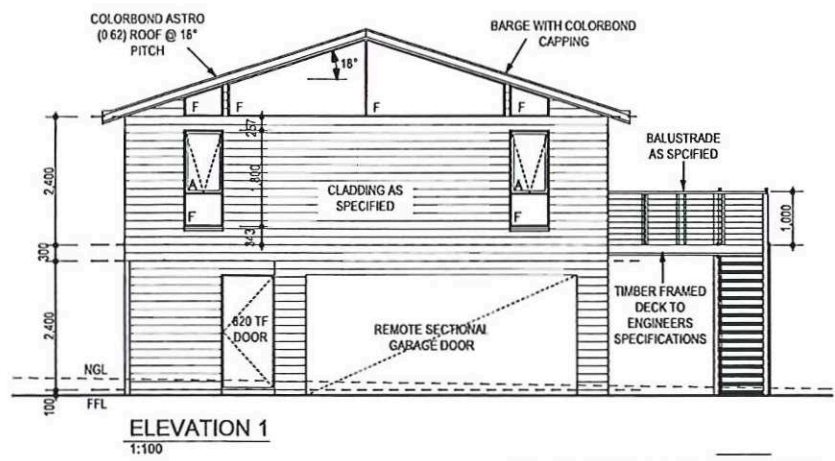 COLORBOND ASTRO
(0.62) ROOF @ 18°
PITCH
BARGE WITH COLORBOND
CAPPING
18°
F
F
F
F
257
BALUSTRADE
AS SPCIFIED
2,400
1,800
A
A
CLADDING AS
SPECIFIED
F
F
1,000
343
300
TIMBER FRAMED
DECK TO
ENGINEERS
SPECIFICATIONS
2,400
820 TF
DOOR
REMOTE SECTIONAL
GARAGE DOOR
NGL
100
FFL
ELEVATION 1
1:100